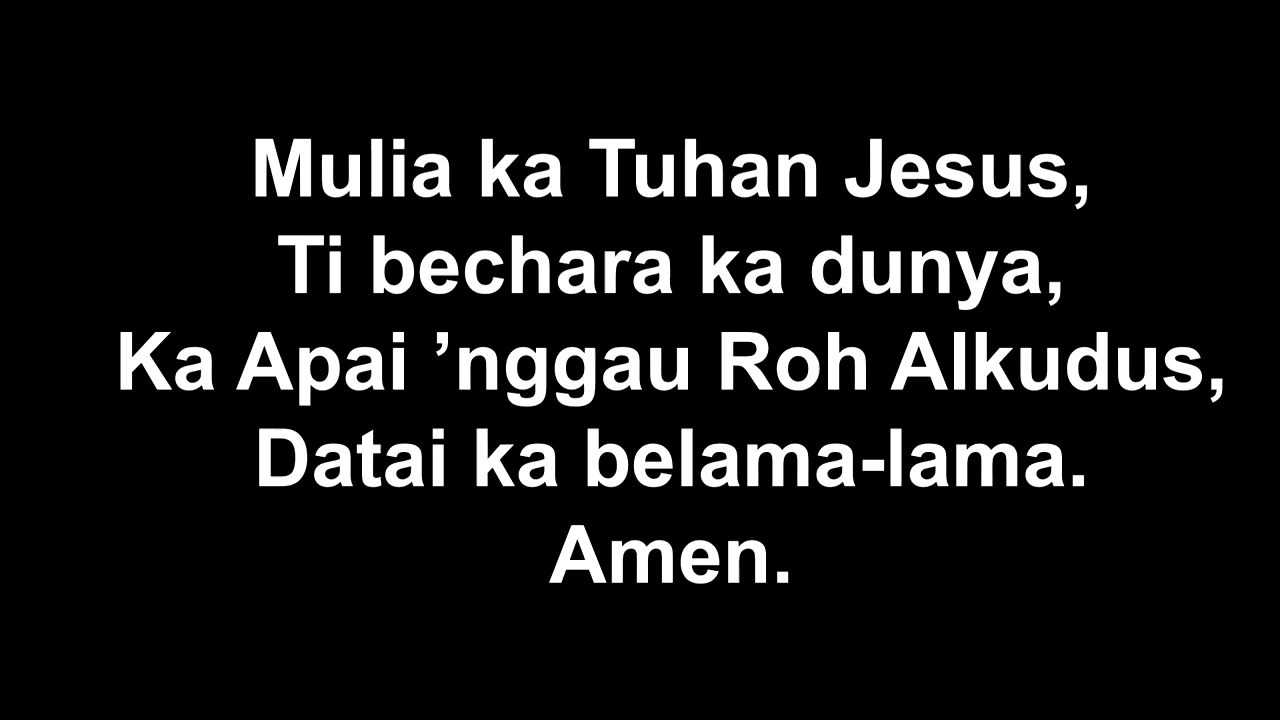 Mulia ka Tuhan Jesus,
Ti bechara ka dunya,
Ka Apai ’nggau Roh Alkudus,
Datai ka belama-lama.
Amen.